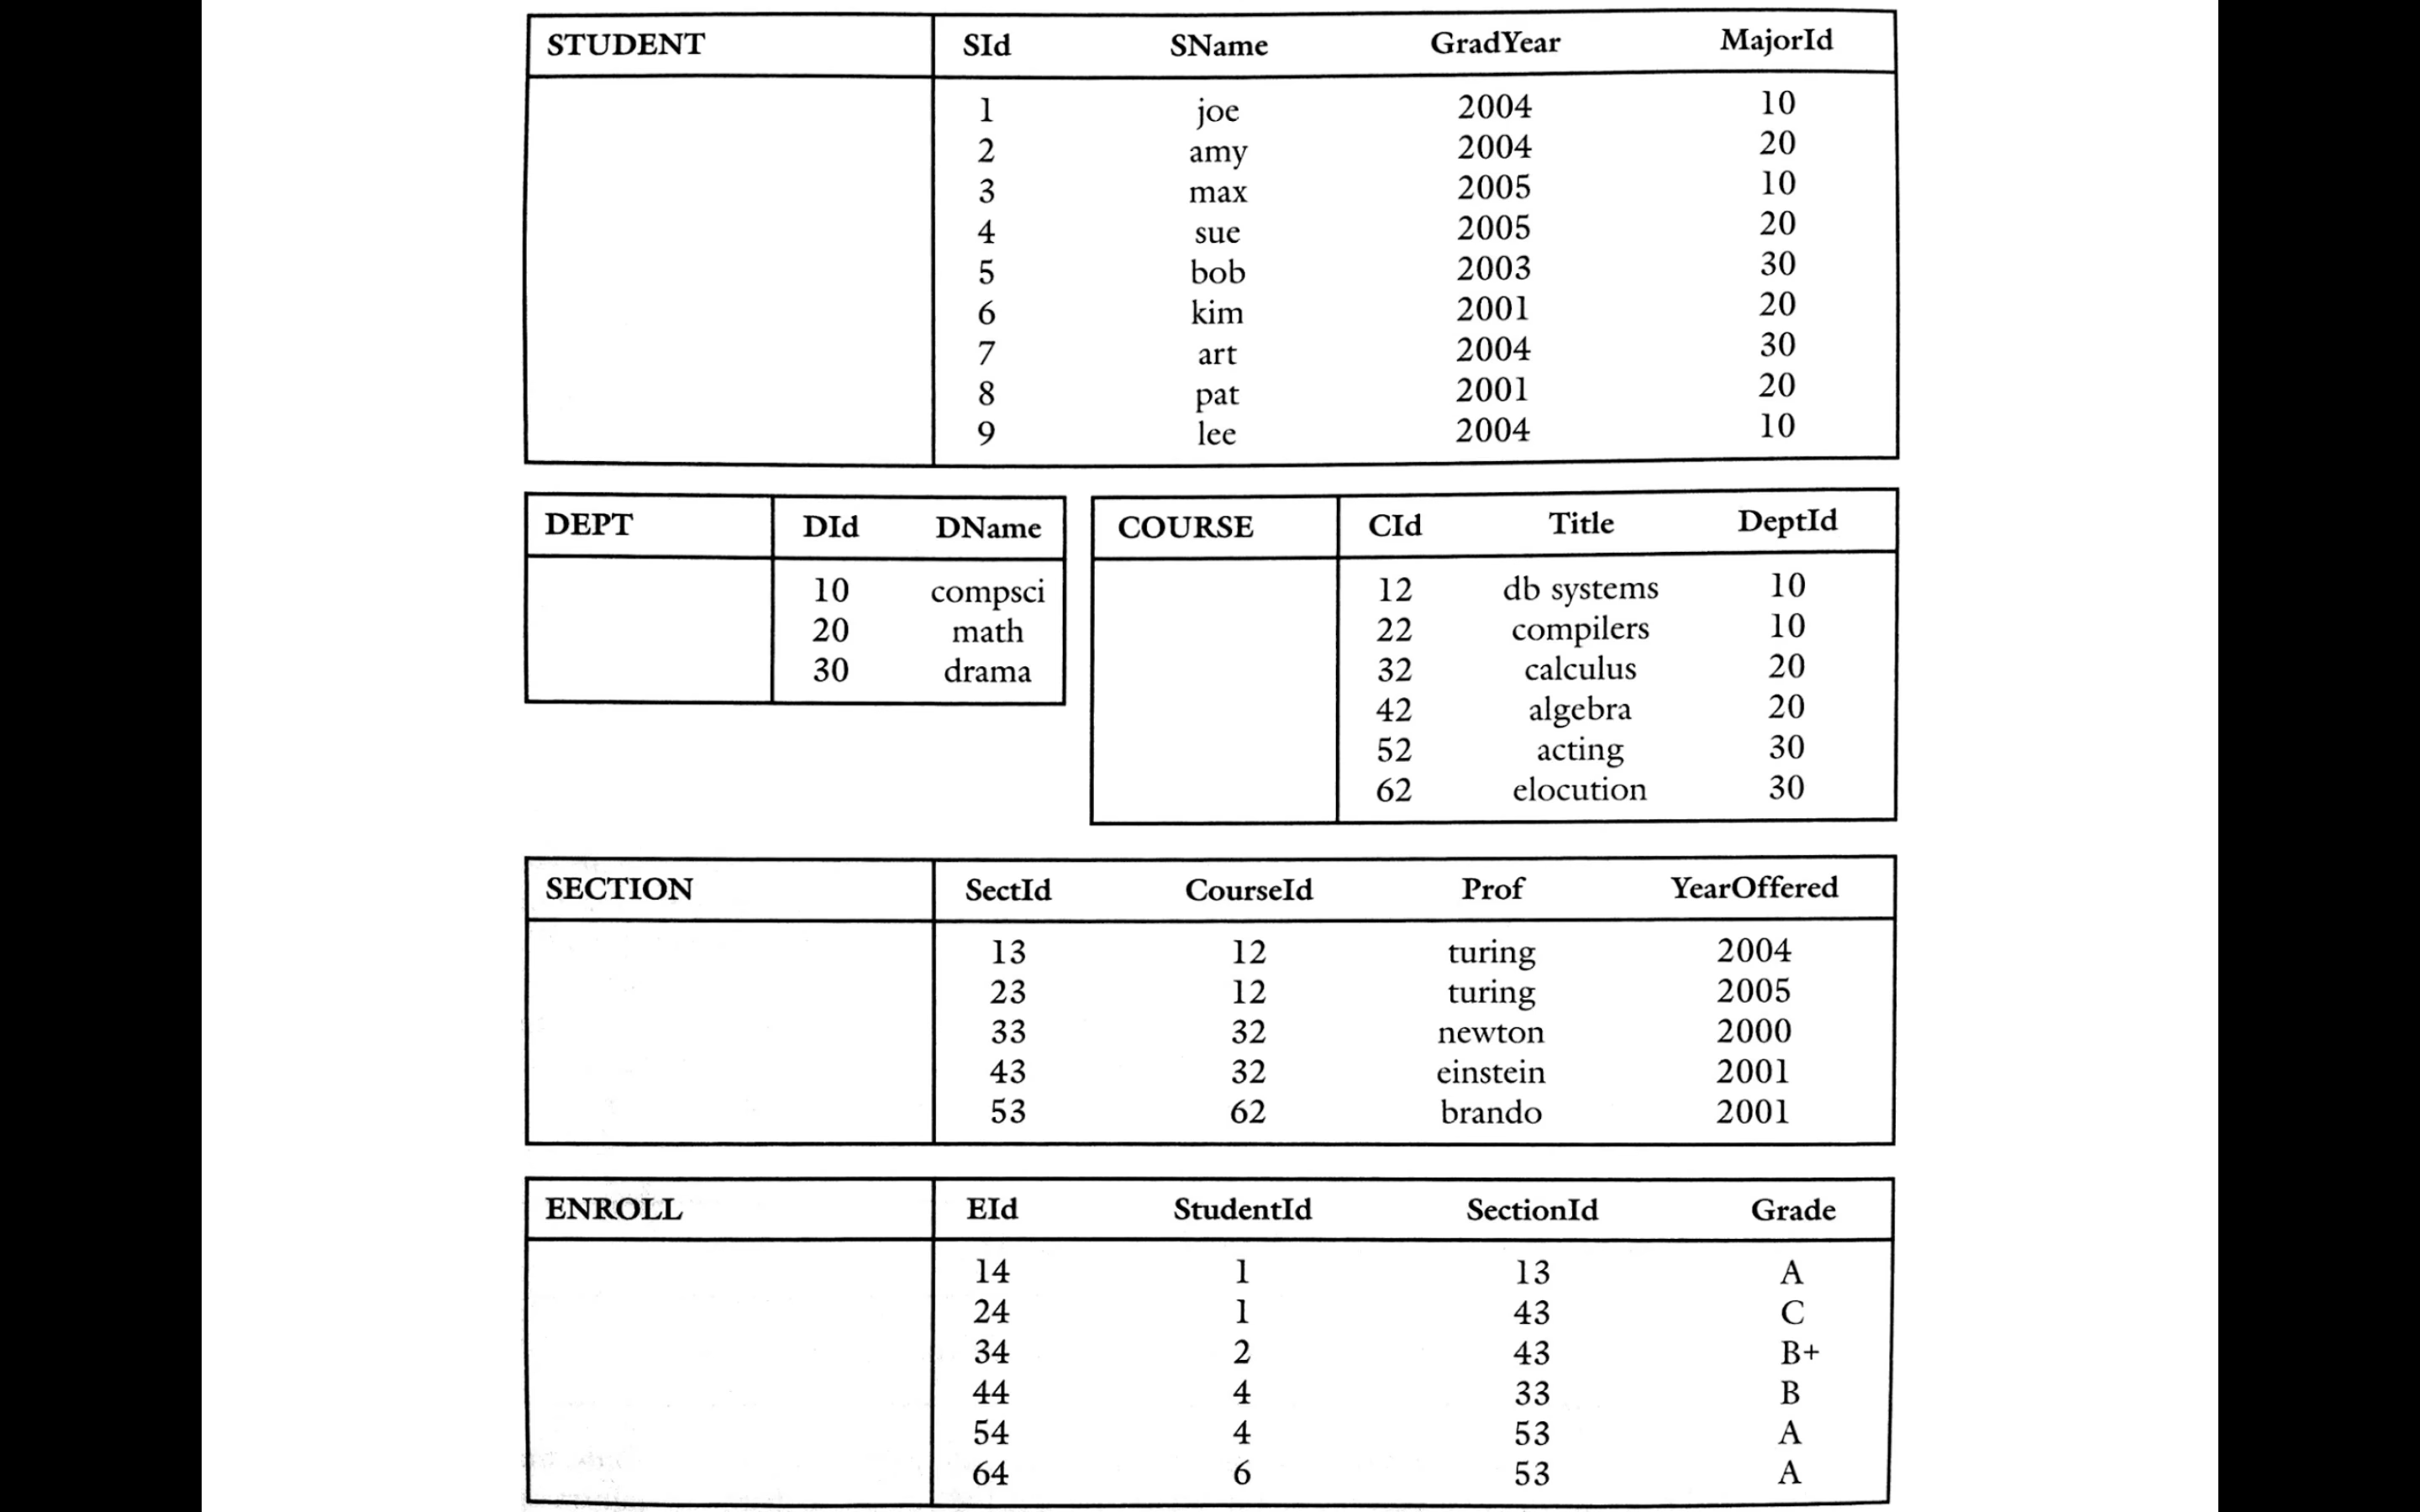 STUDENT SId SName GradYear MajorId
1 joe 2004 10
2 amy 2004 20
3 max 2005 10
4 sue 2005 20
5 bob 2003 30
6 kim 2001 20
7 art 2004 30
8 pat 2001 20
9 lee 2004 10
DEPT DId DName
10 compsci
20 math
30 drama
COURSE CId Title DeptId
12 db systems 10
22 compilers 10
32 calculus 20
42 algebra 20
52 acting 30
62 elocution 30
SECTION SectId CourseId Prof YearOffered
13 12 turing 2004
23 12 turing 2005
33 32 newton 2000
43 32 einstein 2001
53 62 brando 2001
ENROLL EId StudentId SectionId Grade
14 1 13 A
24 1 43 C
34 2 43 B+
44 4 33 B
54 4 53 A
64 6 53 A